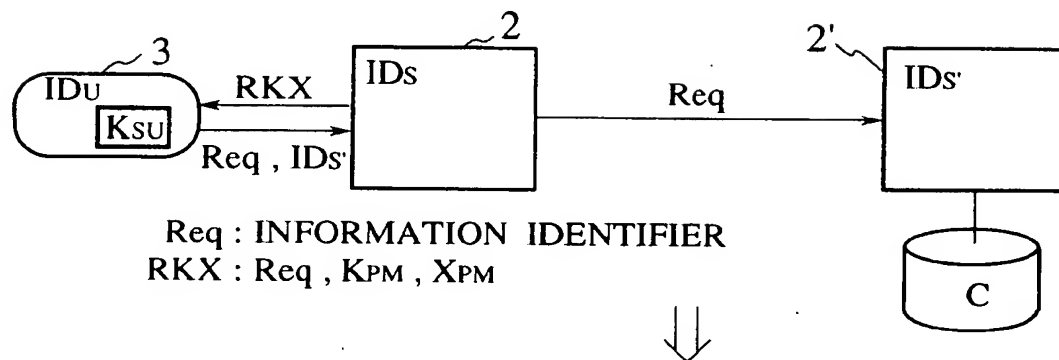 3
2
2'
IDU
KSU
RKX
Req , IDS'
IDS
Req
IDS'
Req : INFORMATION IDENTIFIER
RKX : Req , KPM , XPM
C